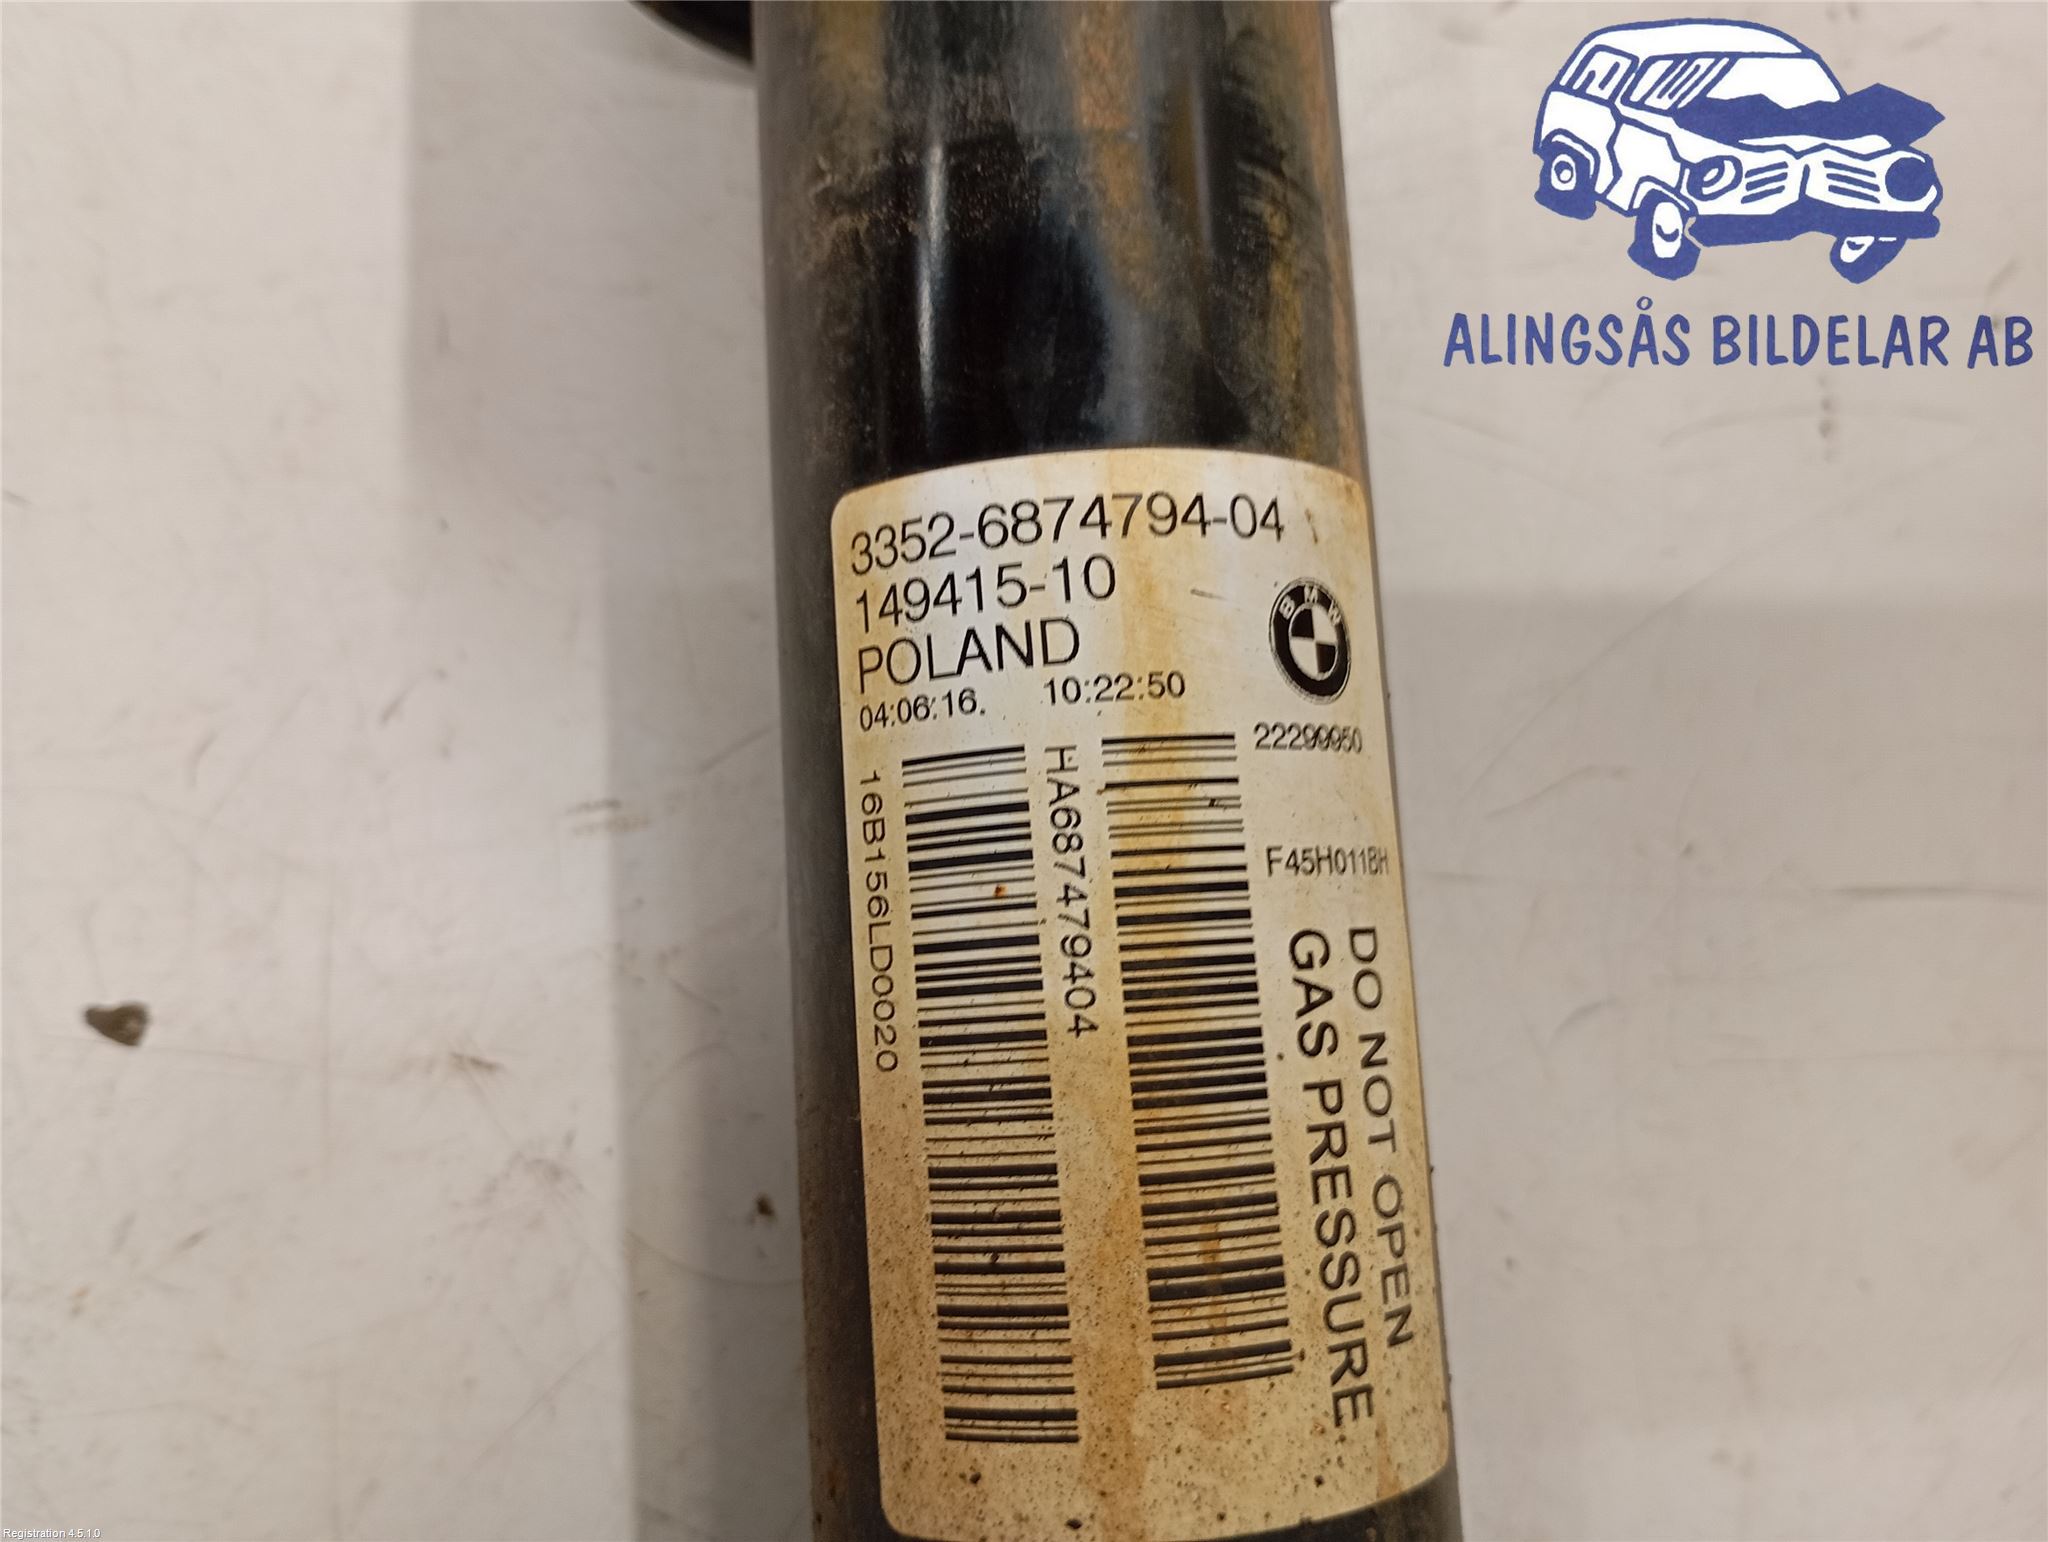 ALINGSÅS BILDELAR AB
3352-6874794-04
149415-10
POLAND
04:06:16. 10:22:50
BMW
22299950
16B156LD0020
HA687479404
F45H011BH
DO NOT OPEN
GAS PRESSURE
Registration 4.5.1.0